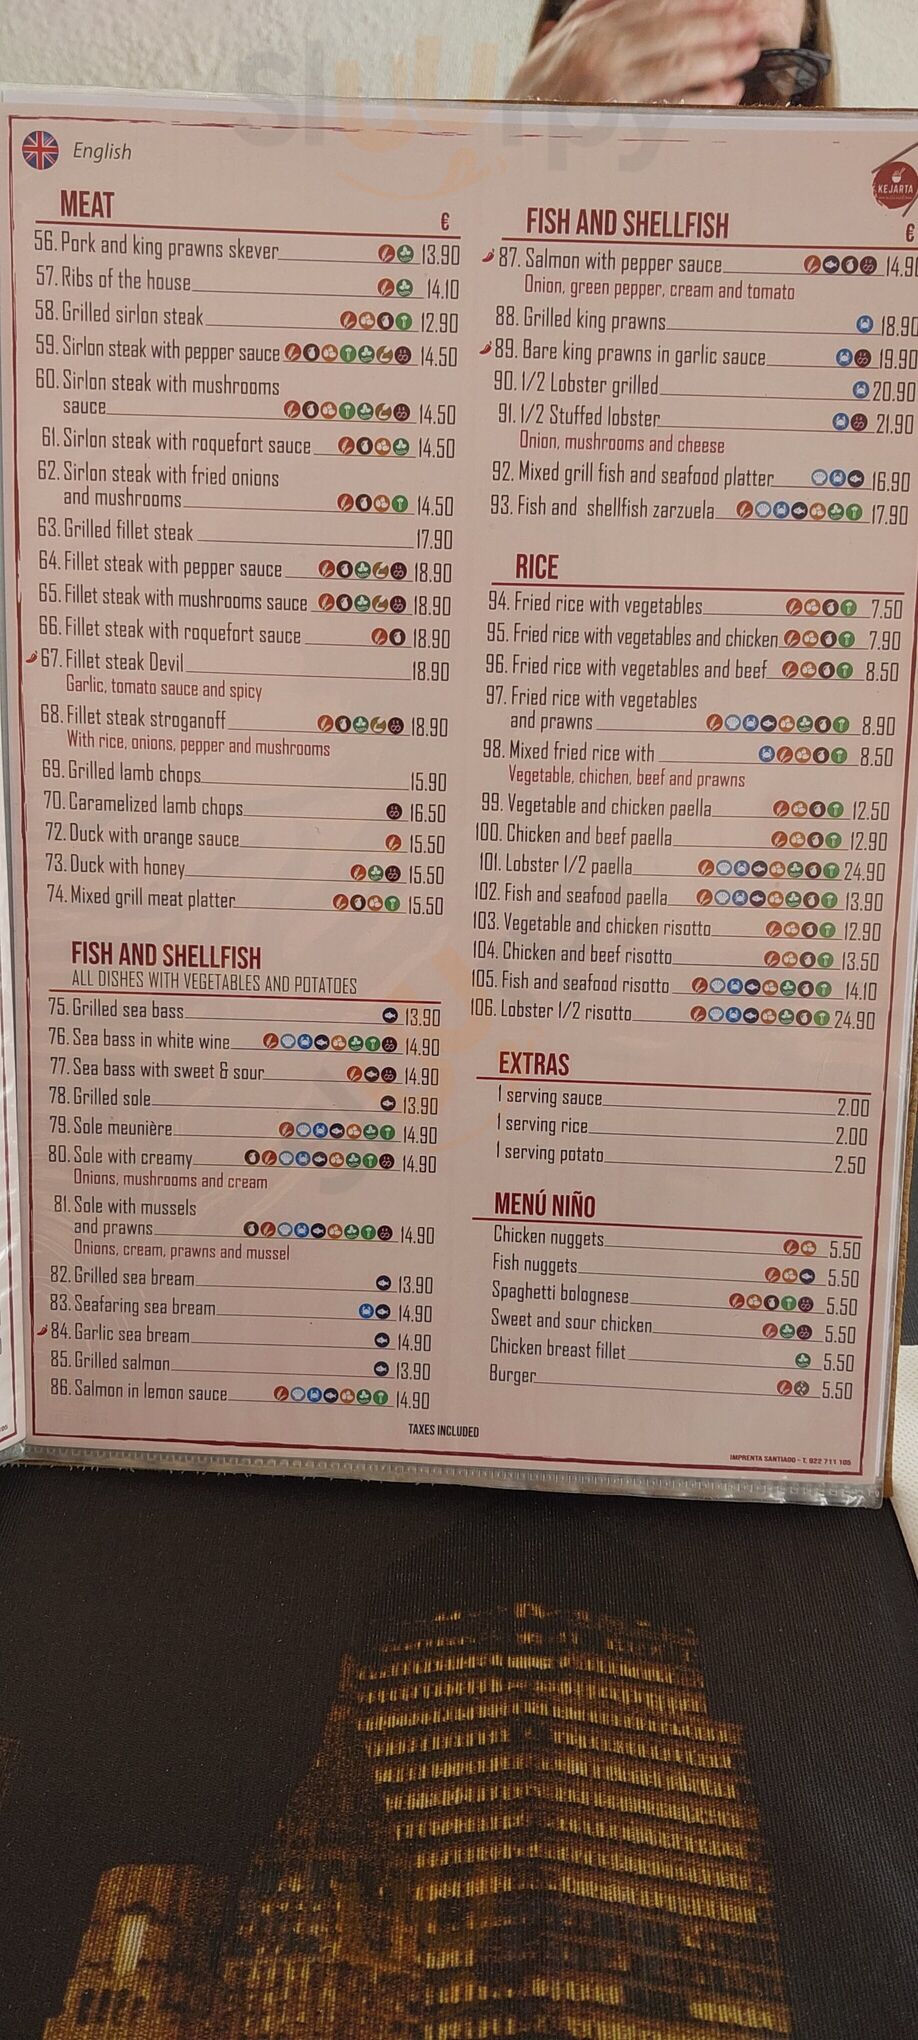 English
KEJARTA
MEAT
€
56. Pork and king prawns skever 13.90
57. Ribs of the house 14.10
58. Grilled sirlon steak 12.90
59. Sirlon steak with pepper sauce 14.50
60. Sirlon steak with mushrooms
sauce 14.50
61. Sirlon steak with roquefort sauce 14.50
62. Sirlon steak with fried onions
and mushrooms 14.50
63. Grilled fillet steak 17.90
64. Fillet steak with pepper sauce 18.90
65. Fillet steak with mushrooms sauce 18.90
66. Fillet steak with roquefort sauce 18.90
67. Fillet steak Devil 18.90
Garlic, tomato sauce and spicy
68. Fillet steak stroganoff 18.90
With rice, onions, pepper and mushrooms
69. Grilled lamb chops 15.90
70. Caramelized lamb chops 16.50
72. Duck with orange sauce 15.50
73. Duck with honey 15.50
74. Mixed grill meat platter 15.50
FISH AND SHELLFISH
ALL DISHES WITH VEGETABLES AND POTATOES
75. Grilled sea bass 13.90
76. Sea bass in white wine 14.90
77. Sea bass with sweet & sour 14.90
78. Grilled sole 13.90
79. Sole meunière 14.90
80. Sole with creamy 14.90
Onions, mushrooms and cream
81. Sole with mussels
and prawns 14.90
Onions, cream, prawns and mussel
82. Grilled sea bream 13.90
83. Seafaring sea bream 14.90
84. Garlic sea bream 14.90
85. Grilled salmon 13.90
86. Salmon in lemon sauce 14.90
FISH AND SHELLFISH
€
87. Salmon with pepper sauce 14.90
Onion, green pepper, cream and tomato
88. Grilled king prawns 18.90
89. Bare king prawns in garlic sauce 19.90
90. 1/2 Lobster grilled 20.90
91. 1/2 Stuffed lobster 21.90
Onion, mushrooms and cheese
92. Mixed grill fish and seafood platter 16.90
93. Fish and shellfish zarzuela 17.90
RICE
94. Fried rice with vegetables 7.50
95. Fried rice with vegetables and chicken 7.90
96. Fried rice with vegetables and beef 8.50
97. Fried rice with vegetables
and prawns 8.90
98. Mixed fried rice with 8.50
Vegetable, chichen, beef and prawns
99. Vegetable and chicken paella 12.50
100. Chicken and beef paella 12.90
101. Lobster 1/2 paella 24.90
102. Fish and seafood paella 13.90
103. Vegetable and chicken risotto 12.90
104. Chicken and beef risotto 13.50
105. Fish and seafood risotto 14.10
106. Lobster 1/2 risotto 24.90
EXTRAS
1 serving sauce 2.00
1 serving rice 2.00
1 serving potato 2.50
MENÚ NIÑO
Chicken nuggets 5.50
Fish nuggets 5.50
Spaghetti bolognese 5.50
Sweet and sour chicken 5.50
Chicken breast fillet 5.50
Burger 5.50
TAXES INCLUDED
IMPRENTA SANTIAGO - T. 922 711 105
Sluurpy